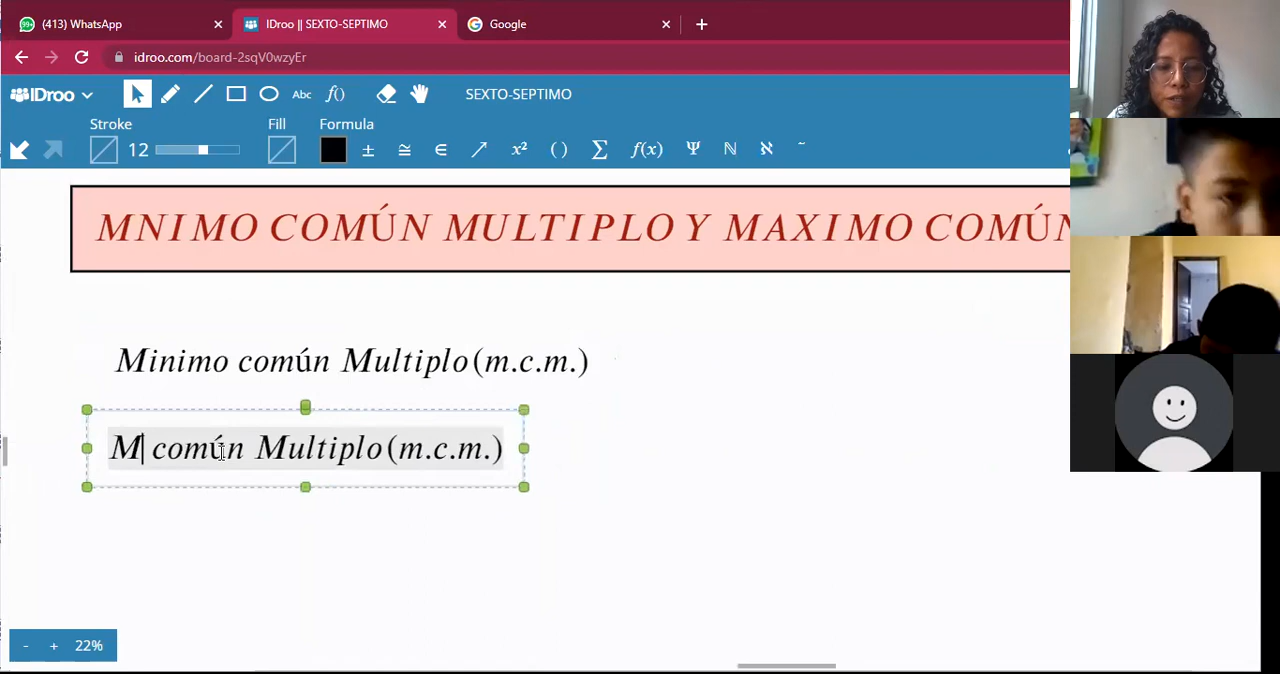 99+ (413) WhatsApp × IDroo || SEXTO-SEPTIMO × G Google × +
idroo.com/board-2sqV0wzyEr
IDroo Abc f() SEXTO-SEPTIMO
Stroke Fill Formula
12 ± ≅ ∈ x² ( ) ∑ f(x) Ψ ℕ ℵ ~
MNIMO COMÚN MULTIPLO Y MAXIMO COMÚN
Minimo común Multiplo(m.c.m.)
M común Multiplo(m.c.m.)
- + 22%